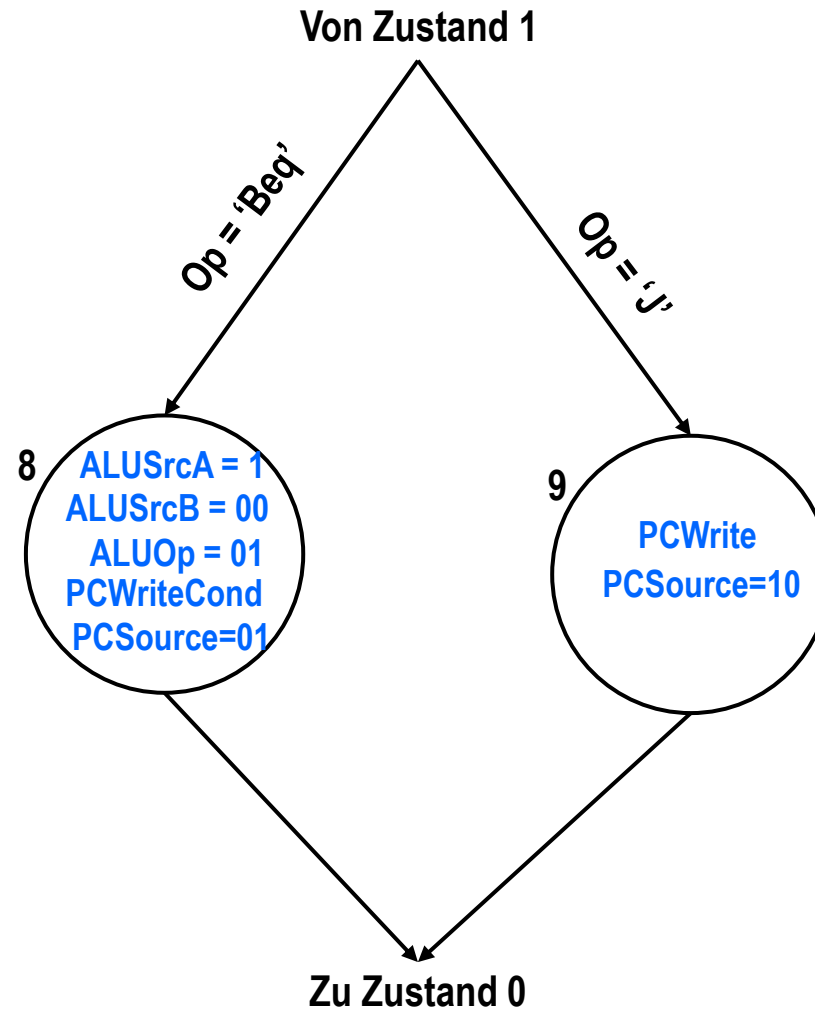 Von Zustand 1
Op = ‘Beq’
Op = ‘J’
8
ALUSrcA = 1
ALUSrcB = 00
ALUOp = 01
PCWriteCond
PCSource=01
9
PCWrite
PCSource=10
Zu Zustand 0